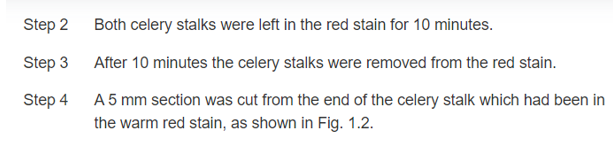 Step 2 Both celery stalks were left in the red stain for 10 minutes.
Step 3 After 10 minutes the celery stalks were removed from the red stain.
Step 4 A 5 mm section was cut from the end of the celery stalk which had been in
the warm red stain, as shown in Fig. 1.2.